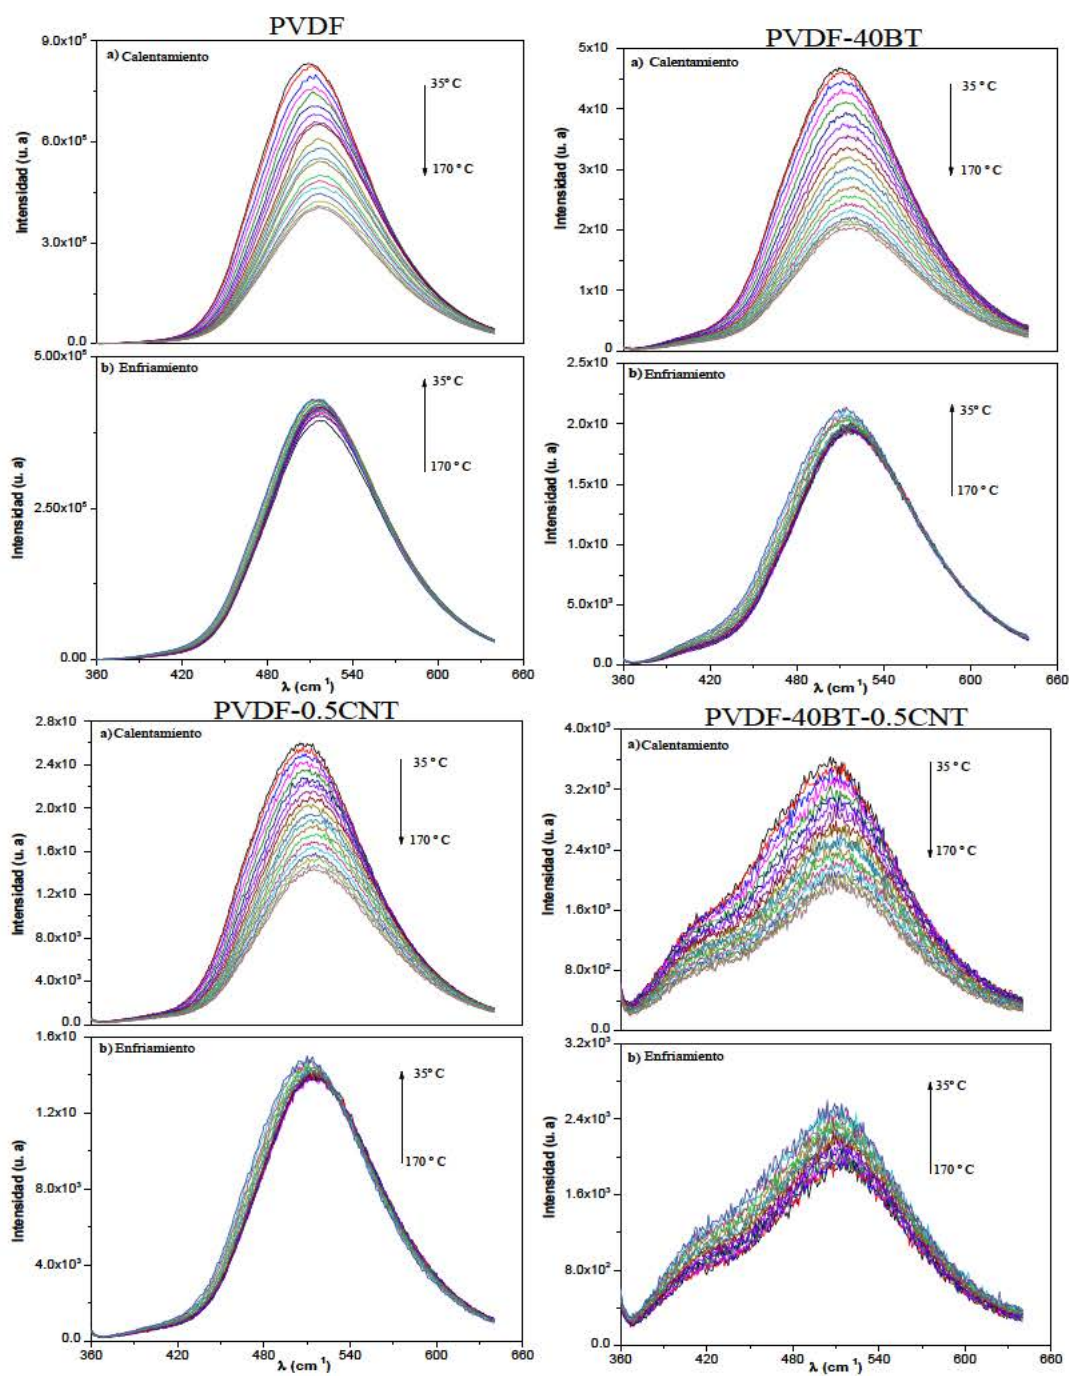 PVDF
a) Calentamiento
35° C
170 ° C
9.0x10⁵
6.0x10⁵
3.0x10⁵
0.0
Intensidad (u. a)
b) Enfriamiento
35° C
170 ° C
5.00x10⁵
2.50x10⁵
0.00
Intensidad (u. a)
360 420 480 540 600 660
λ (cm⁻¹)
PVDF-40BT
a) Calentamiento
35° C
170 ° C
5x10
4x10
3x10
2x10
1x10
0
Intensidad (u. a)
b) Enfriamiento
35° C
170 ° C
2.5x10
2.0x10
1.5x10
1.0x10
5.0x10³
0.0
Intensidad (u. a)
360 420 480 540 600 660
λ (cm⁻¹)
PVDF-0.5CNT
a) Calentamiento
35 ° C
170 ° C
2.8x10
2.4x10
2.0x10
1.6x10
1.2x10
8.0x10³
4.0x10³
0.0
Intensidad (u. a)
b) Enfriamiento
35° C
170 ° C
1.6x10
1.2x10
8.0x10³
4.0x10³
0.0
Intensidad (u. a)
360 420 480 540 600 660
λ (cm⁻¹)
PVDF-40BT-0.5CNT
a) Calentamiento
35 ° C
170 ° C
4.0x10³
3.2x10³
2.4x10³
1.6x10³
8.0x10²
0.0
Intensidad (u. a)
b) Enfriamiento
35° C
170 ° C
3.2x10³
2.4x10³
1.6x10³
8.0x10²
0.0
Intensidad (u. a)
360 420 480 540 600 660
λ (cm⁻¹)